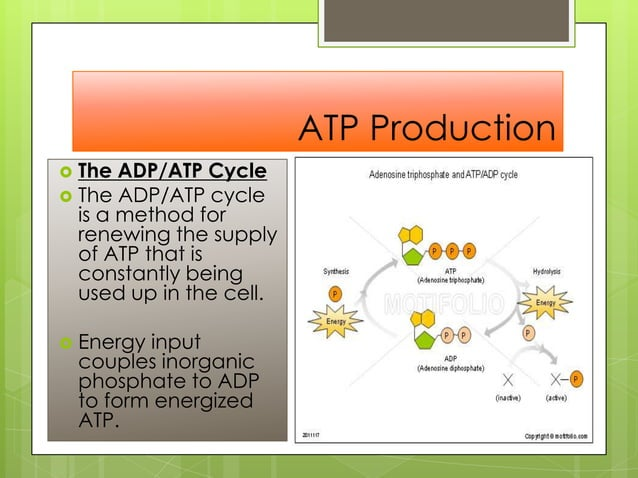 ATP Production
The ADP/ATP Cycle
The ADP/ATP cycle
is a method for
renewing the supply
of ATP that is
constantly being
used up in the cell.
Energy input
couples inorganic
phosphate to ADP
to form energized
ATP.
Adenosine triphosphate and ATP/ADP cycle
P P P
Synthesis
ATP
(Adenosine triphosphate)
Hydrolysis
P
P
Energy
MOTIFOLIO
Energy
P P
P
ADP
(Adenosine diphosphate)
X
X
P
(inactive)
(active)
2011117
Copyright © motifolio.com